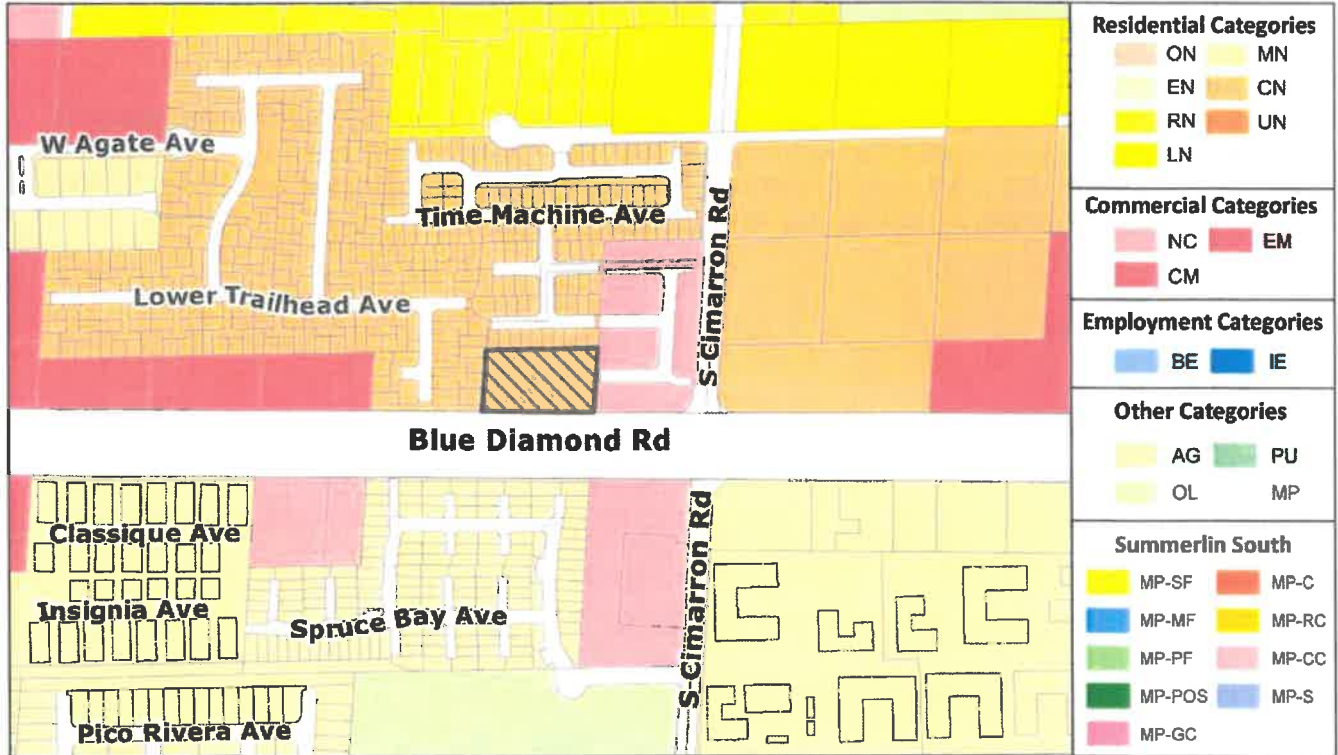 W Agate Ave
Time Machine Ave
Lower Trailhead Ave
S Cimarron Rd
Blue Diamond Rd
Classique Ave
Insignia Ave
Spruce Bay Ave
S Cimarron Rd
Pico Rivera Ave
Residential Categories
ON MN
EN CN
RN UN
LN
Commercial Categories
NC EM
CM
Employment Categories
BE IE
Other Categories
AG PU
OL MP
Summerlin South
MP-SF MP-C
MP-MF MP-RC
MP-PF MP-CC
MP-POS MP-S
MP-GC